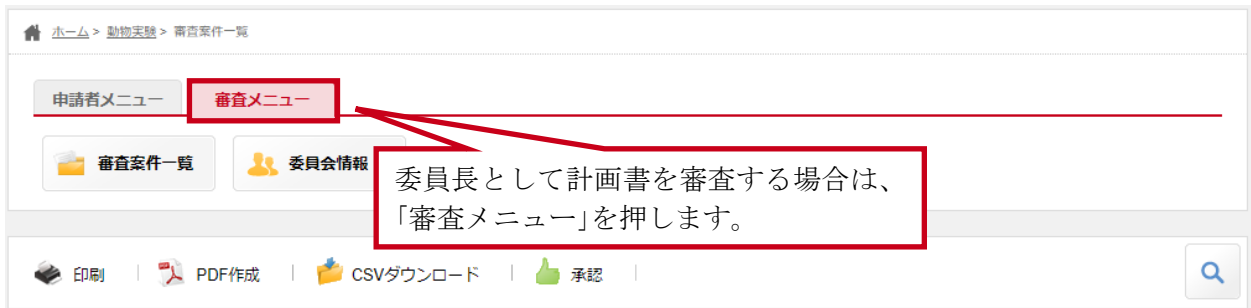 ホーム > 動物実験 > 審査案件一覧
申請者メニュー 審査メニュー
審査案件一覧 委員会情報
委員長として計画書を審査する場合は、
「審査メニュー」を押します。
印刷 PDF作成 CSVダウンロード 承認